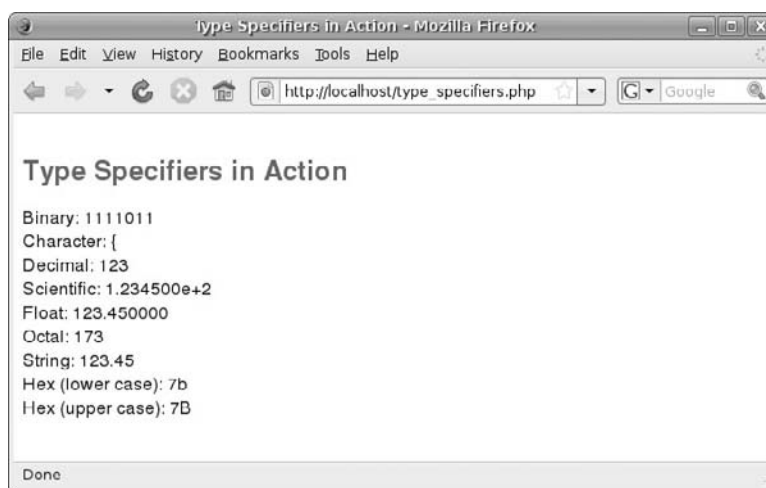 Type Specifiers in Action - Mozilla Firefox
File Edit View History Bookmarks Tools Help
http://localhost/type_specifiers.php G Google
Type Specifiers in Action
Binary: 1111011
Character: {
Decimal: 123
Scientific: 1.234500e+2
Float: 123.450000
Octal: 173
String: 123.45
Hex (lower case): 7b
Hex (upper case): 7B
Done